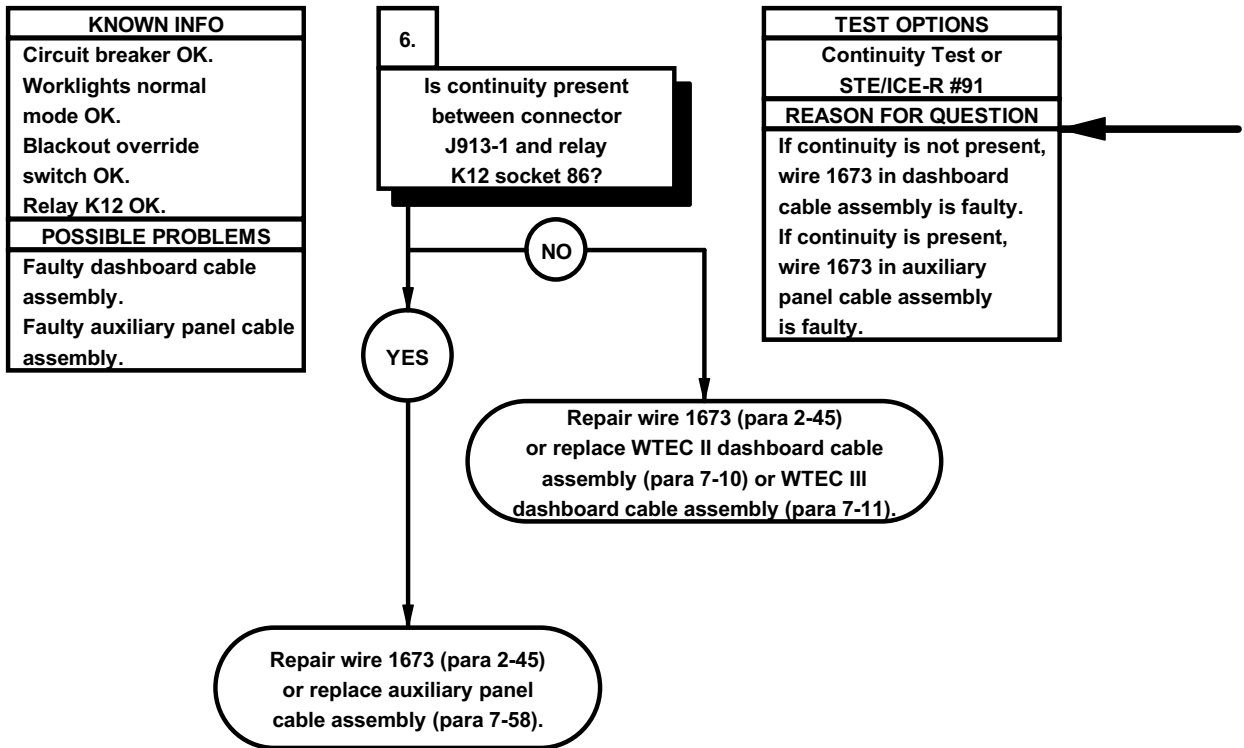 KNOWN INFO
Circuit breaker OK.
Worklights normal
mode OK.
Blackout override
switch OK.
Relay K12 OK.
POSSIBLE PROBLEMS
Faulty dashboard cable
assembly.
Faulty auxiliary panel cable
assembly.
6.
Is continuity present
between connector
J913-1 and relay
K12 socket 86?
TEST OPTIONS
Continuity Test or
STE/ICE-R #91
REASON FOR QUESTION
If continuity is not present,
wire 1673 in dashboard
cable assembly is faulty.
If continuity is present,
wire 1673 in auxiliary
panel cable assembly
is faulty.
NO
YES
Repair wire 1673 (para 2-45)
or replace WTEC II dashboard cable
assembly (para 7-10) or WTEC III
dashboard cable assembly (para 7-11).
Repair wire 1673 (para 2-45)
or replace auxiliary panel
cable assembly (para 7-58).